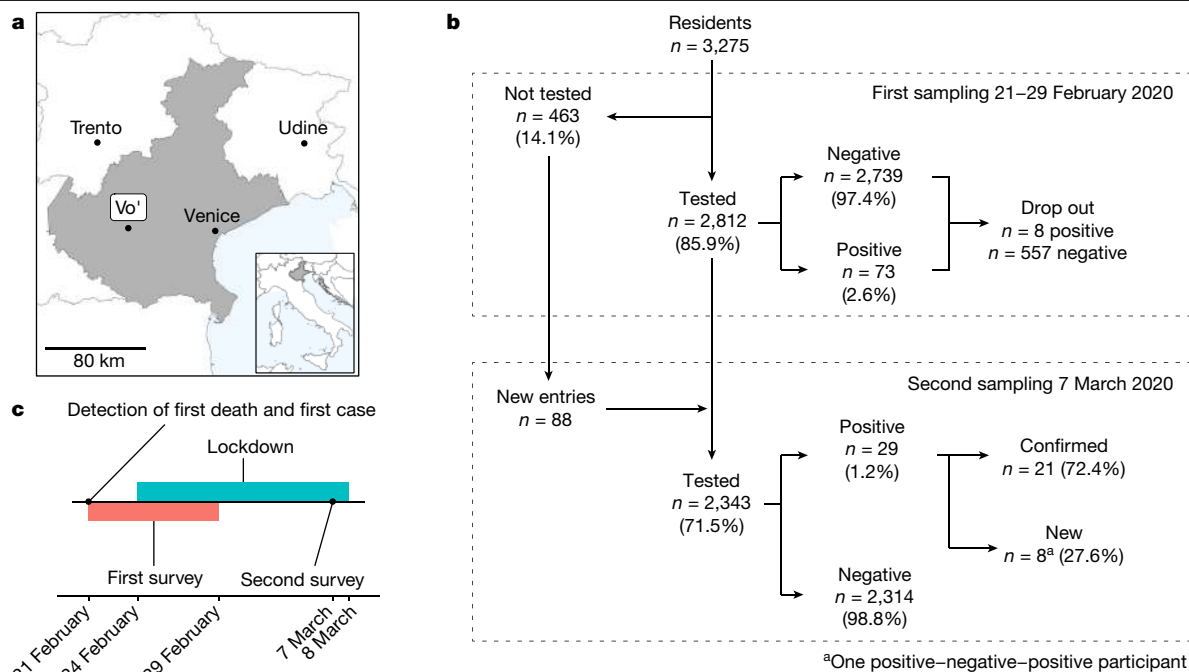 a
Trento
Udine
Vo'
Venice
80 km
b
Residents
n = 3,275
First sampling 21–29 February 2020
Not tested
n = 463
(14.1%)
Tested
n = 2,812
(85.9%)
Negative
n = 2,739
(97.4%)
Positive
n = 73
(2.6%)
Drop out
n = 8 positive
n = 557 negative
Second sampling 7 March 2020
New entries
n = 88
Tested
n = 2,343
(71.5%)
Positive
n = 29
(1.2%)
Confirmed
n = 21 (72.4%)
New
n = 8ᵃ (27.6%)
Negative
n = 2,314
(98.8%)
ᵃOne positive–negative–positive participant
c
Detection of first death and first case
Lockdown
First survey
Second survey
21 February
24 February
29 February
7 March
8 March